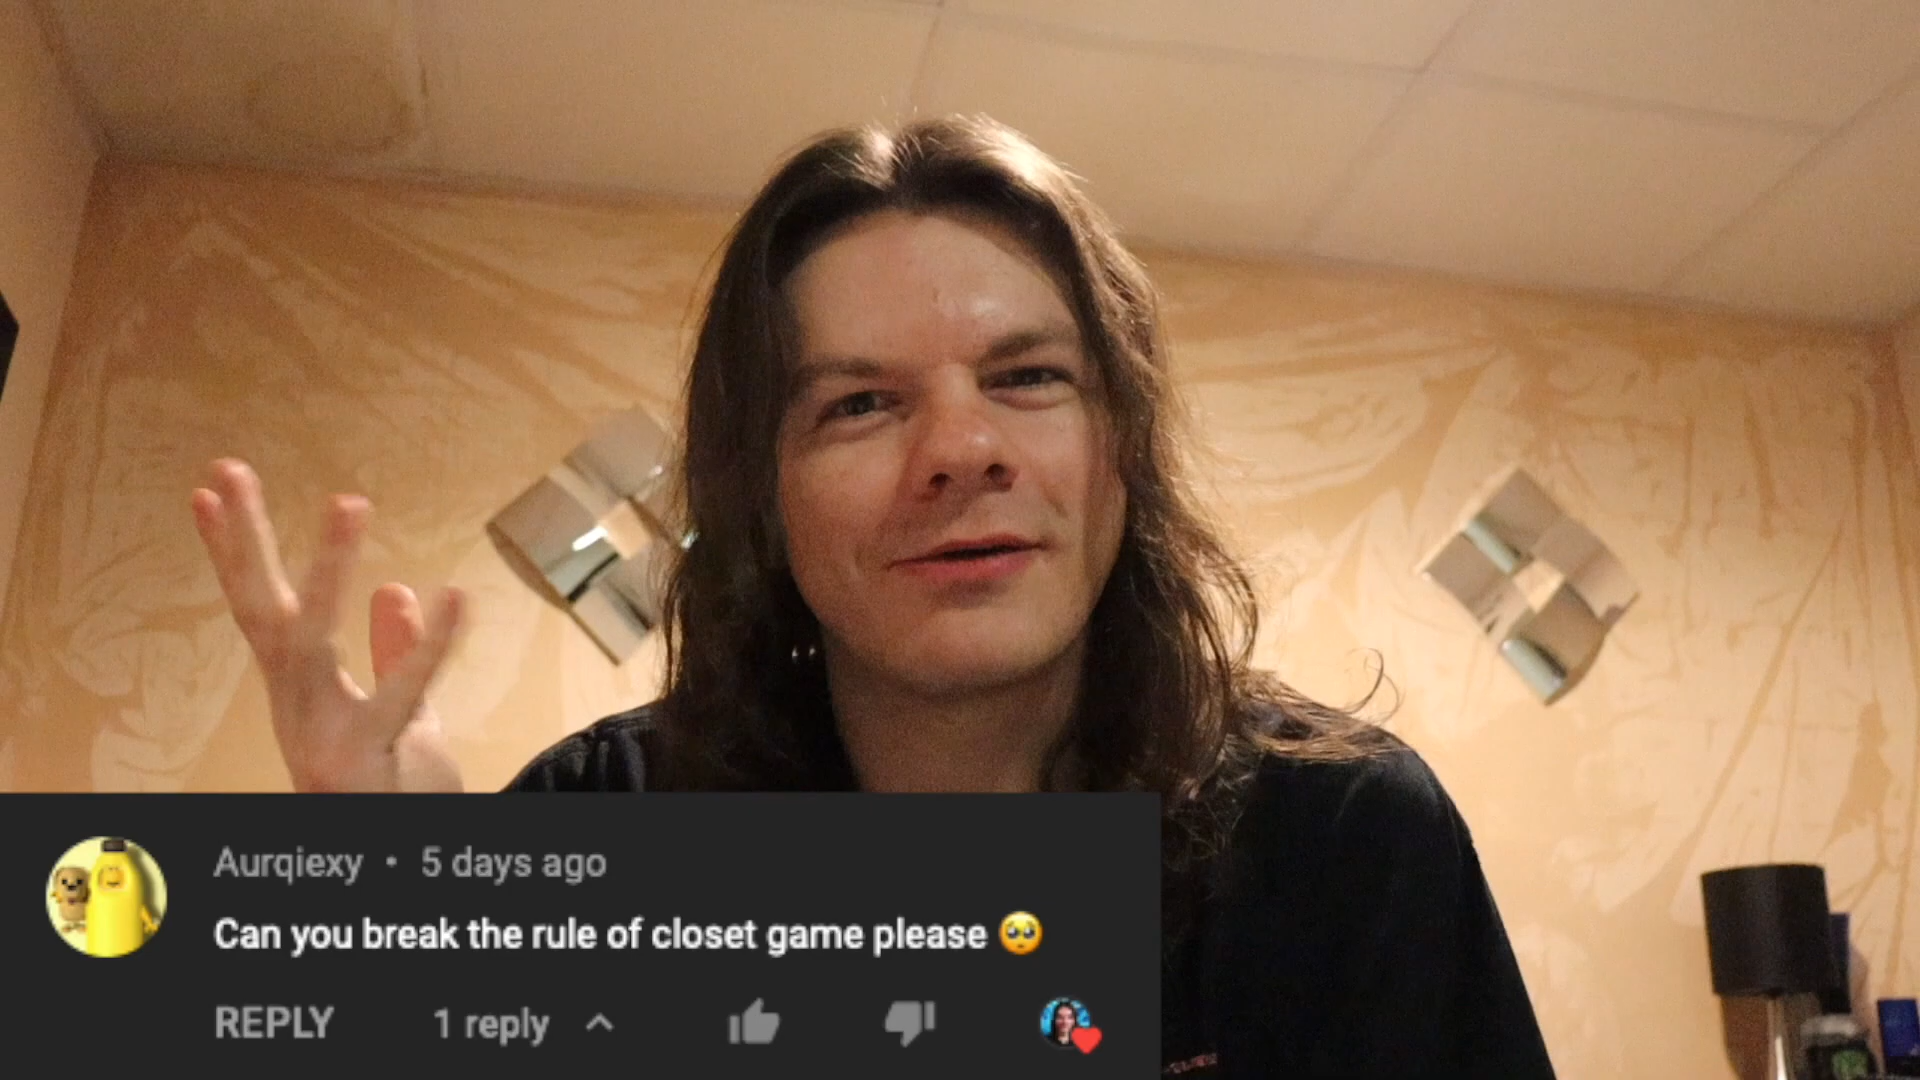 Aurqiexy • 5 days ago
Can you break the rule of closet game please 🥺
REPLY 1 reply